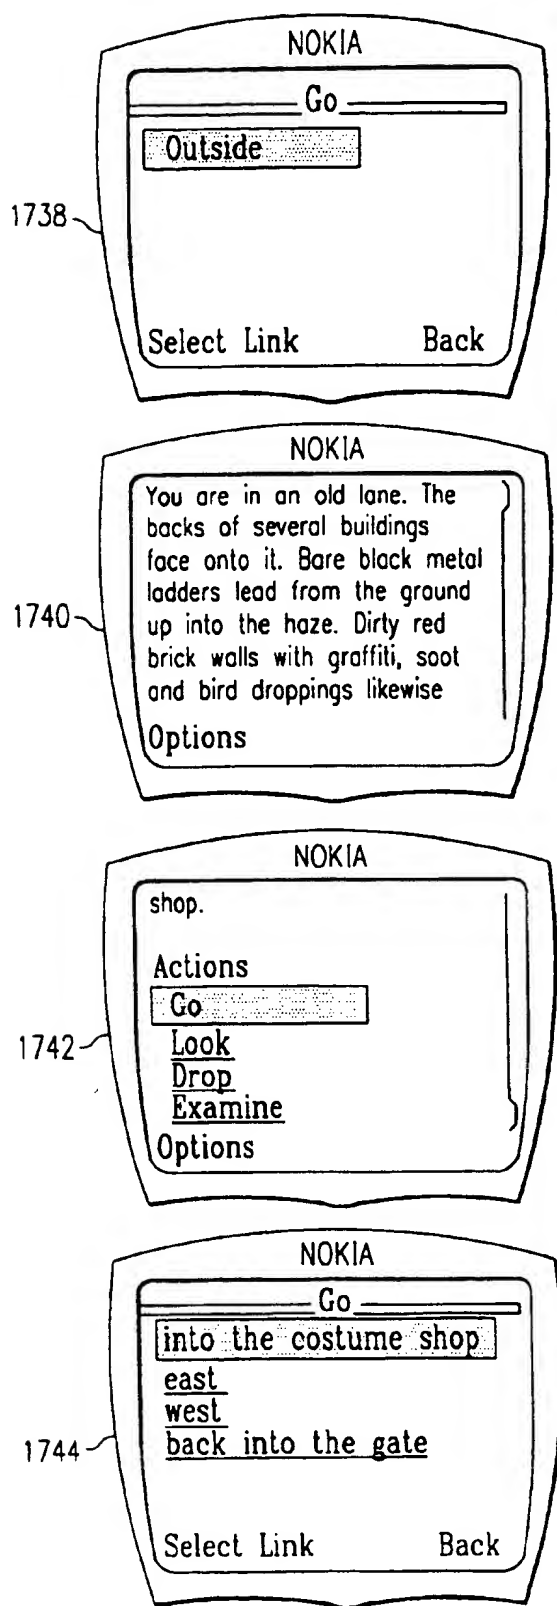 NOKIA
Go
Outside
1738
Select Link Back
NOKIA
You are in an old lane. The
backs of several buildings
face onto it. Bare black metal
ladders lead from the ground
1740
up into the haze. Dirty red
brick walls with graffiti, soot
and bird droppings likewise
Options
NOKIA
shop.
Actions
Go
1742
Look
Drop
Examine
Options
NOKIA
Go
into the costume shop
east
west
1744
back into the gate
Select Link Back